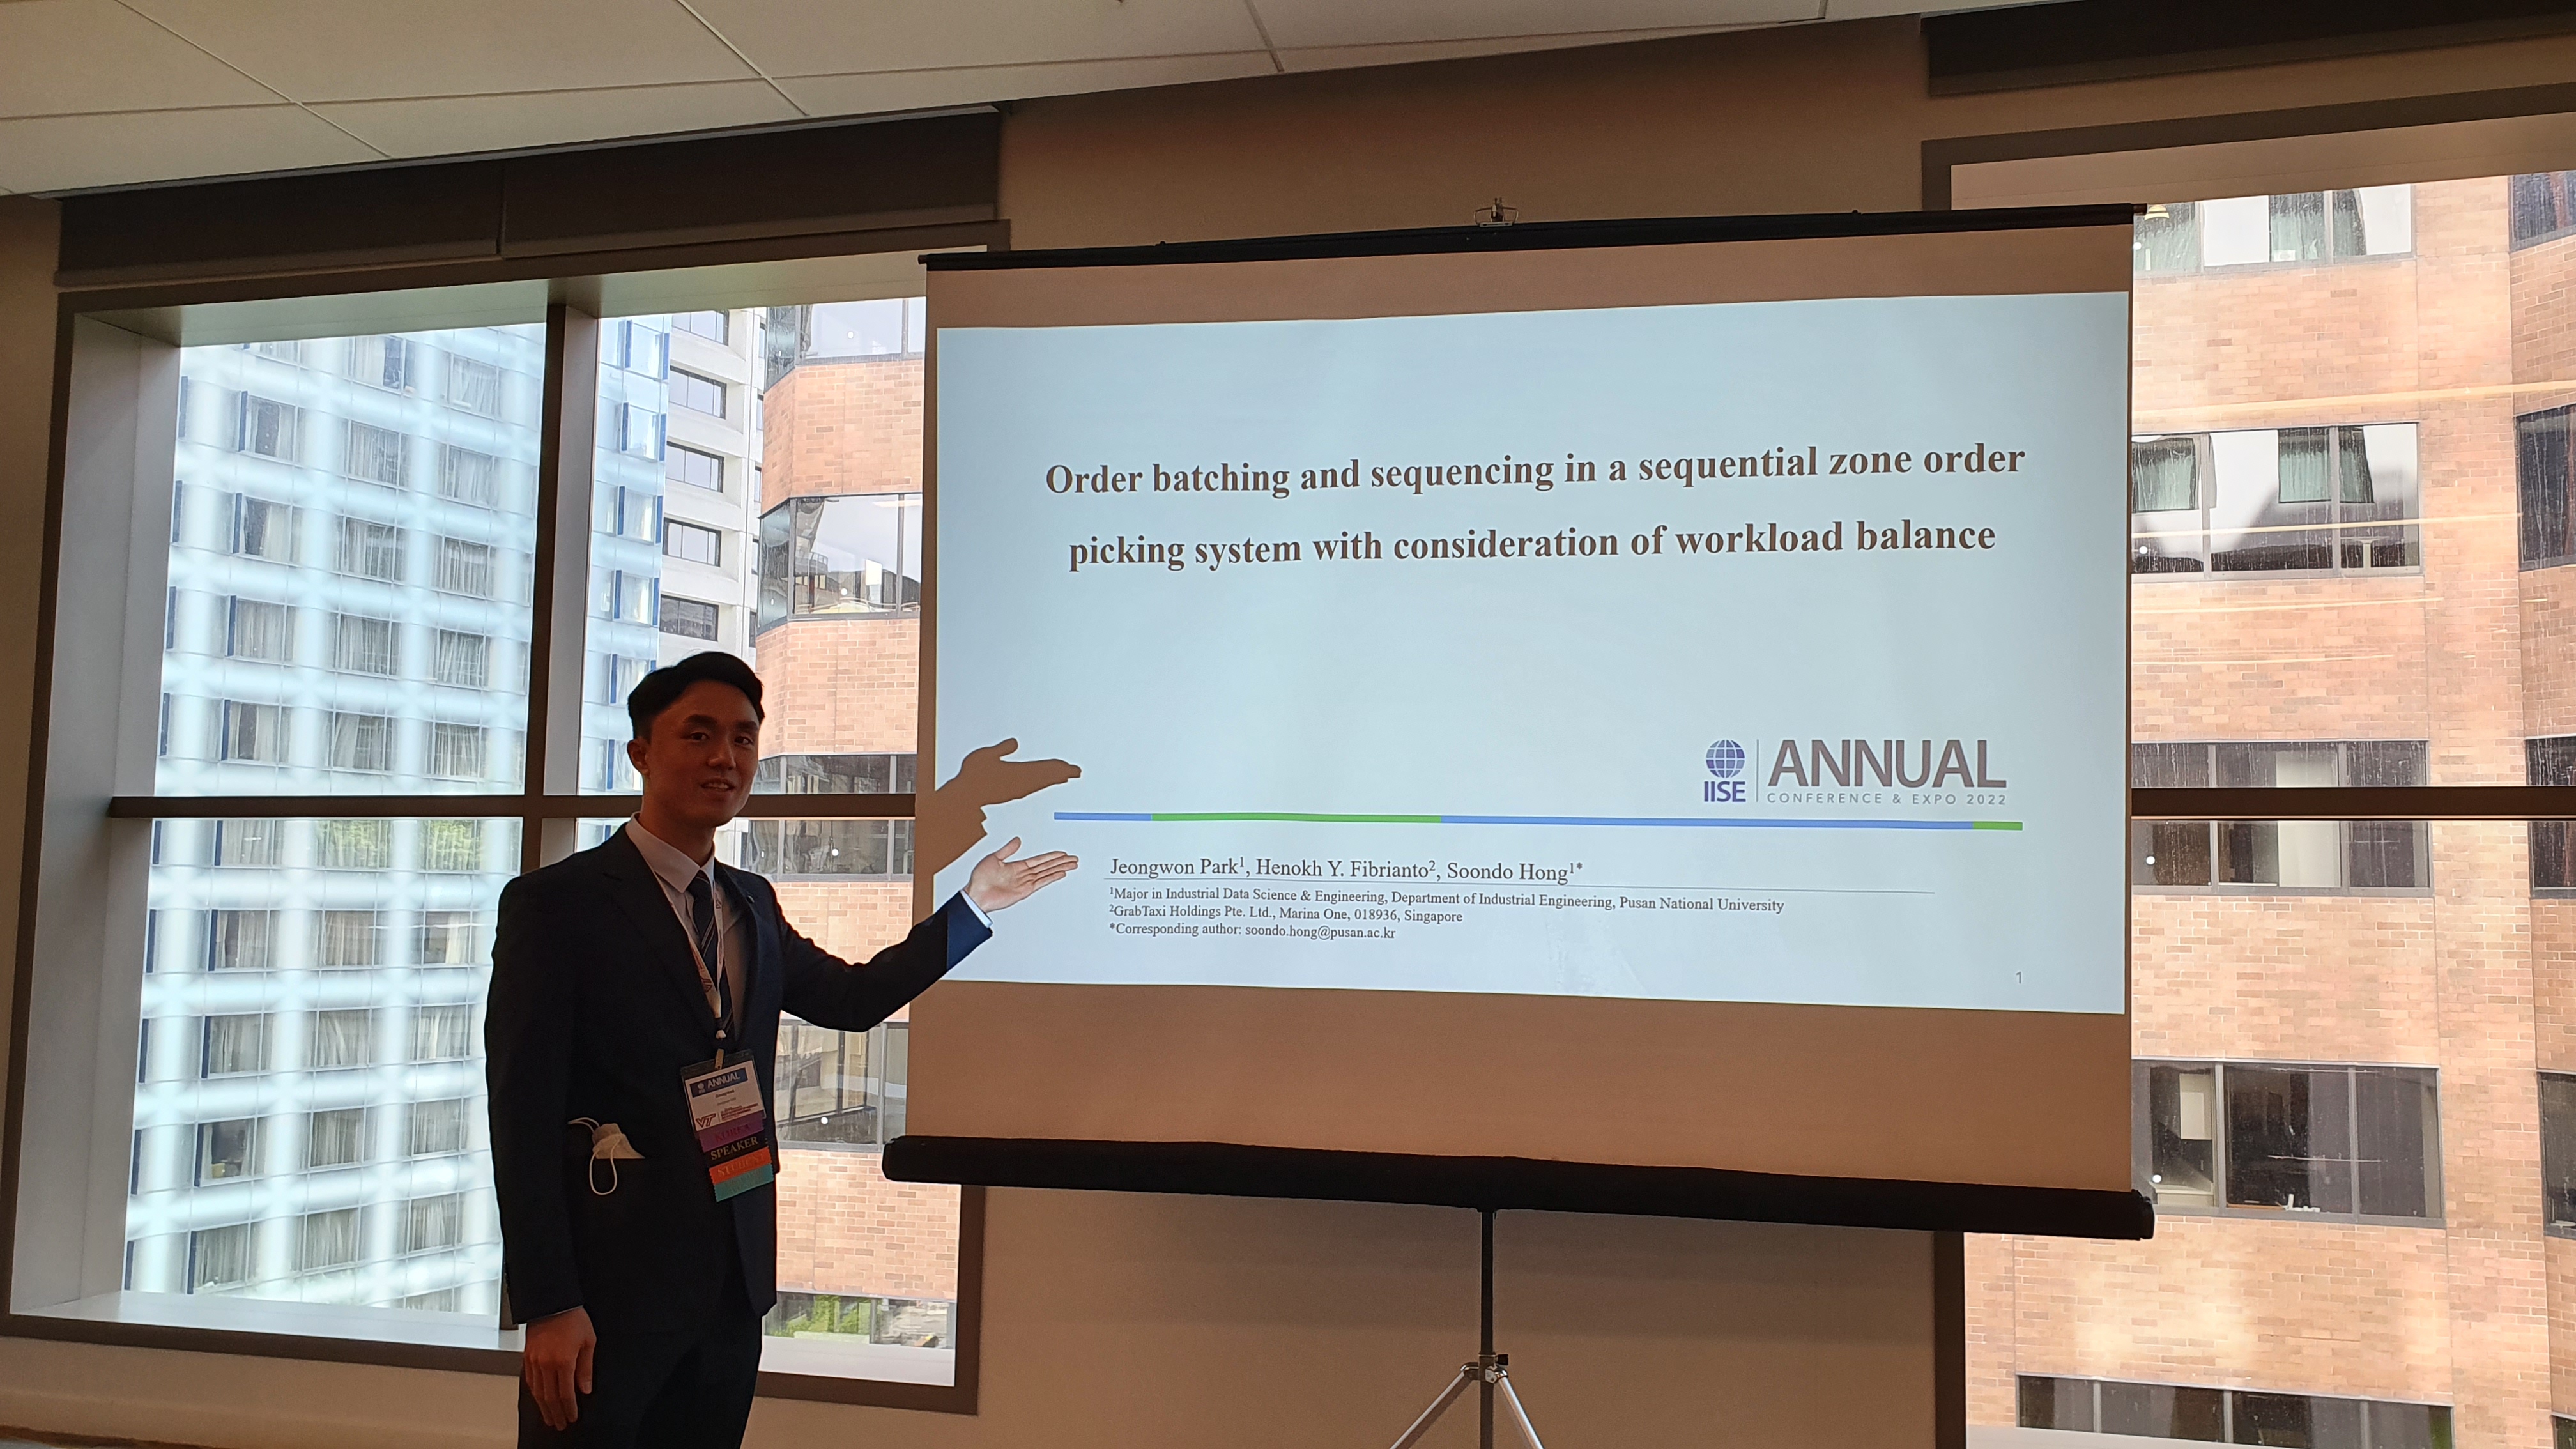 Order batching and sequencing in a sequential zone order
picking system with consideration of workload balance
IISE
ANNUAL
CONFERENCE & EXPO 2022
Jeongwon Park¹, Henokh Y. Fibrianto², Soondo Hong¹*
¹Major in Industrial Data Science & Engineering, Department of Industrial Engineering, Pusan National University
²GrabTaxi Holdings Pte. Ltd., Marina One, 018936, Singapore
*Corresponding author: soondo.hong@pusan.ac.kr
1
ANNUAL
SPEAKER
STUDENT